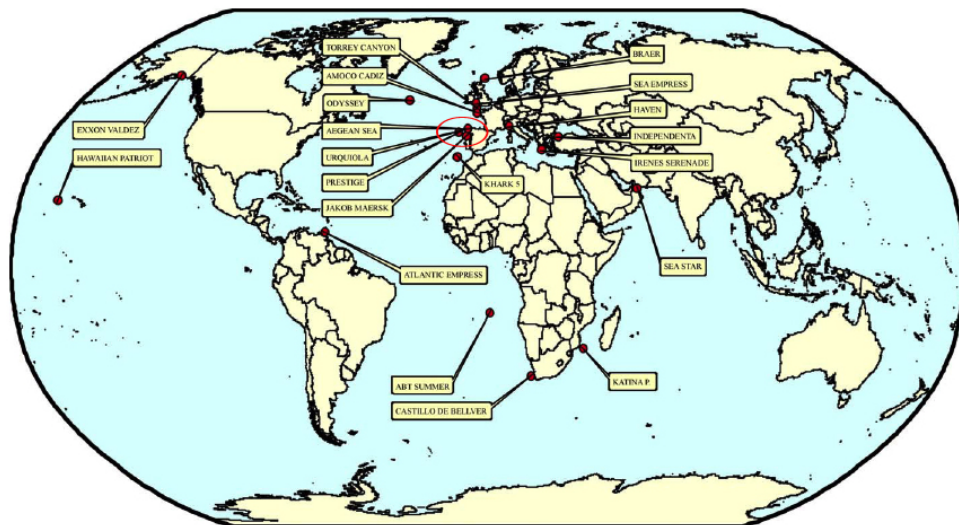 TORREY CANYON
BRAER
AMOCO CADIZ
SEA EMPRESS
ODYSSEY
HAVEN
EXXON VALDEZ
AEGEAN SEA
INDEPENDENTA
HAWAIIAN PATRIOT
URQUIOLA
IRENES SERENADE
PRESTIGE
KHARK 5
JAKOB MAERSK
SEA STAR
ATLANTIC EMPRESS
ABT SUMMER
KATINA P.
CASTILLO DE BELLVER